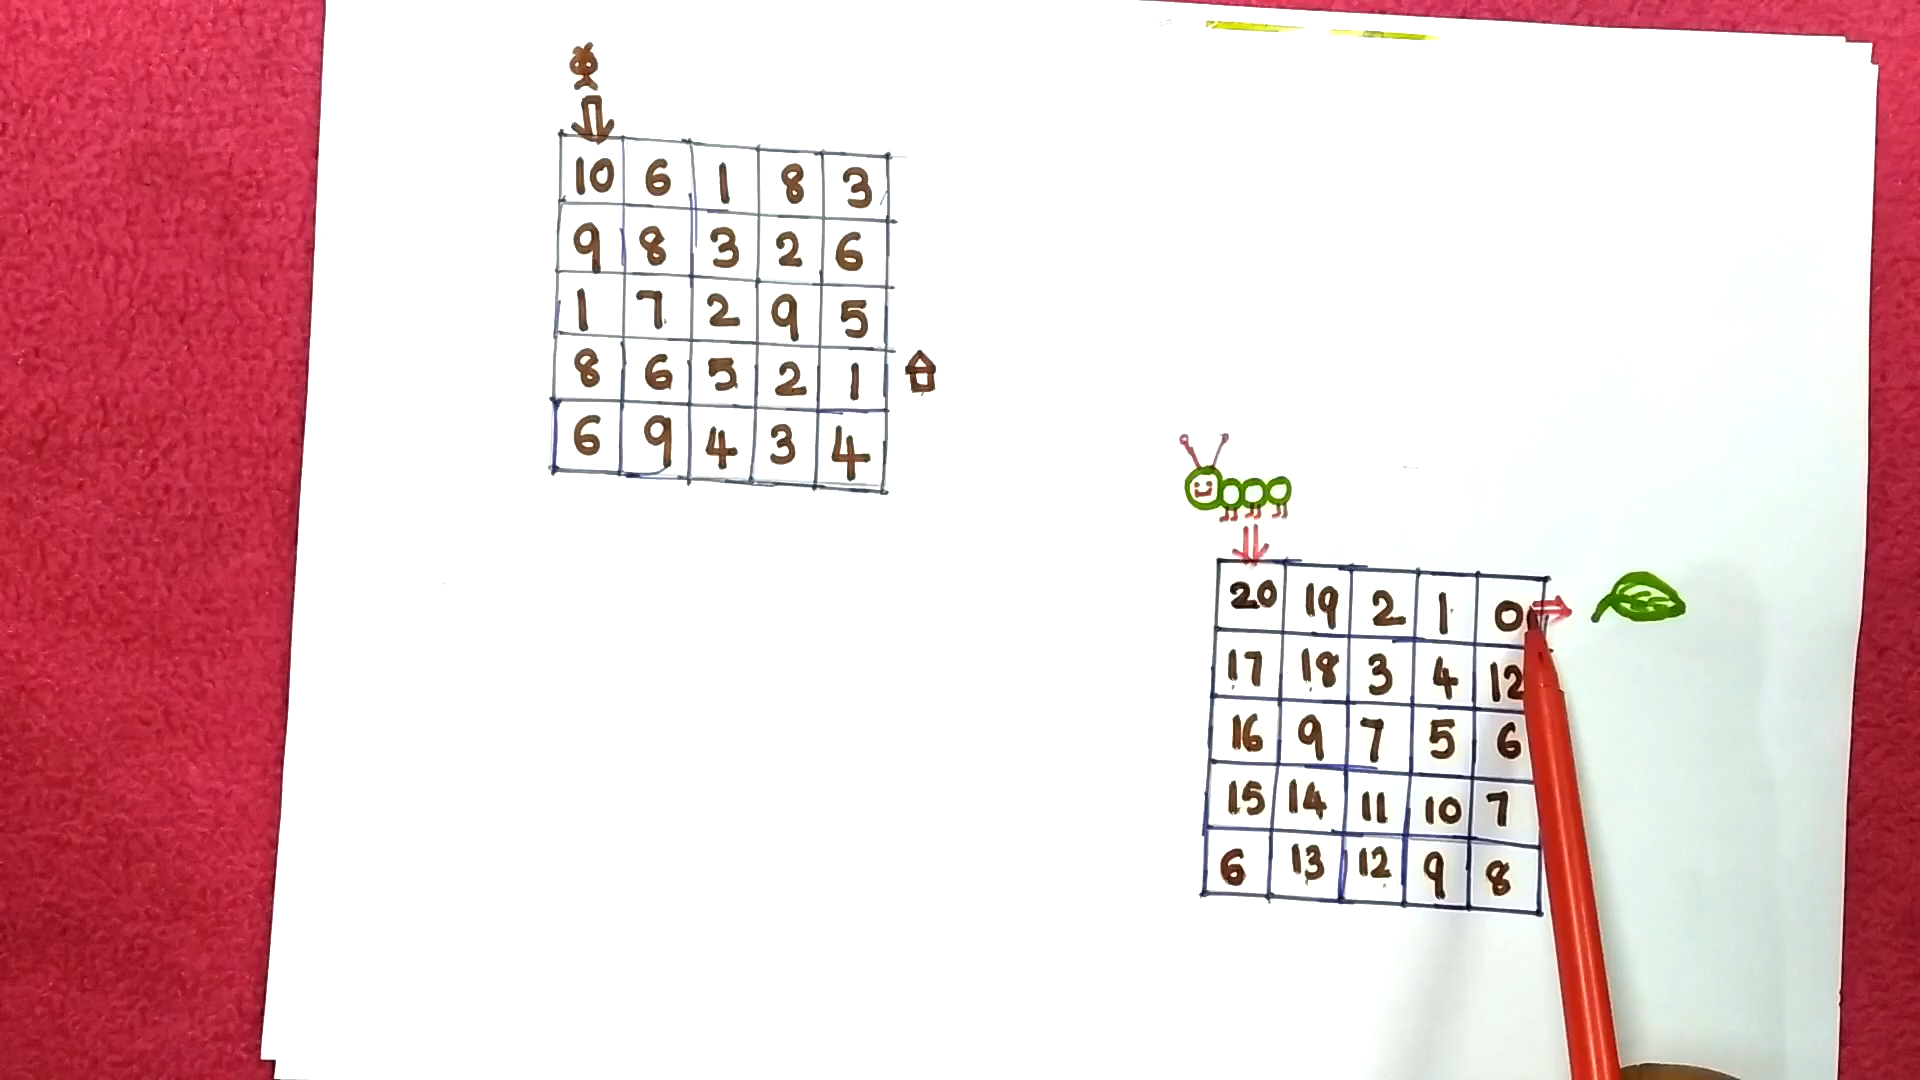 10 6 1 8 3
9 8 3 2 6
1 7 2 9 5
8 6 5 2 1
6 9 4 3 4
20 19 2 1 0
17 18 3 4 12
16 9 7 5 6
15 14 11 10 7
6 13 12 9 8